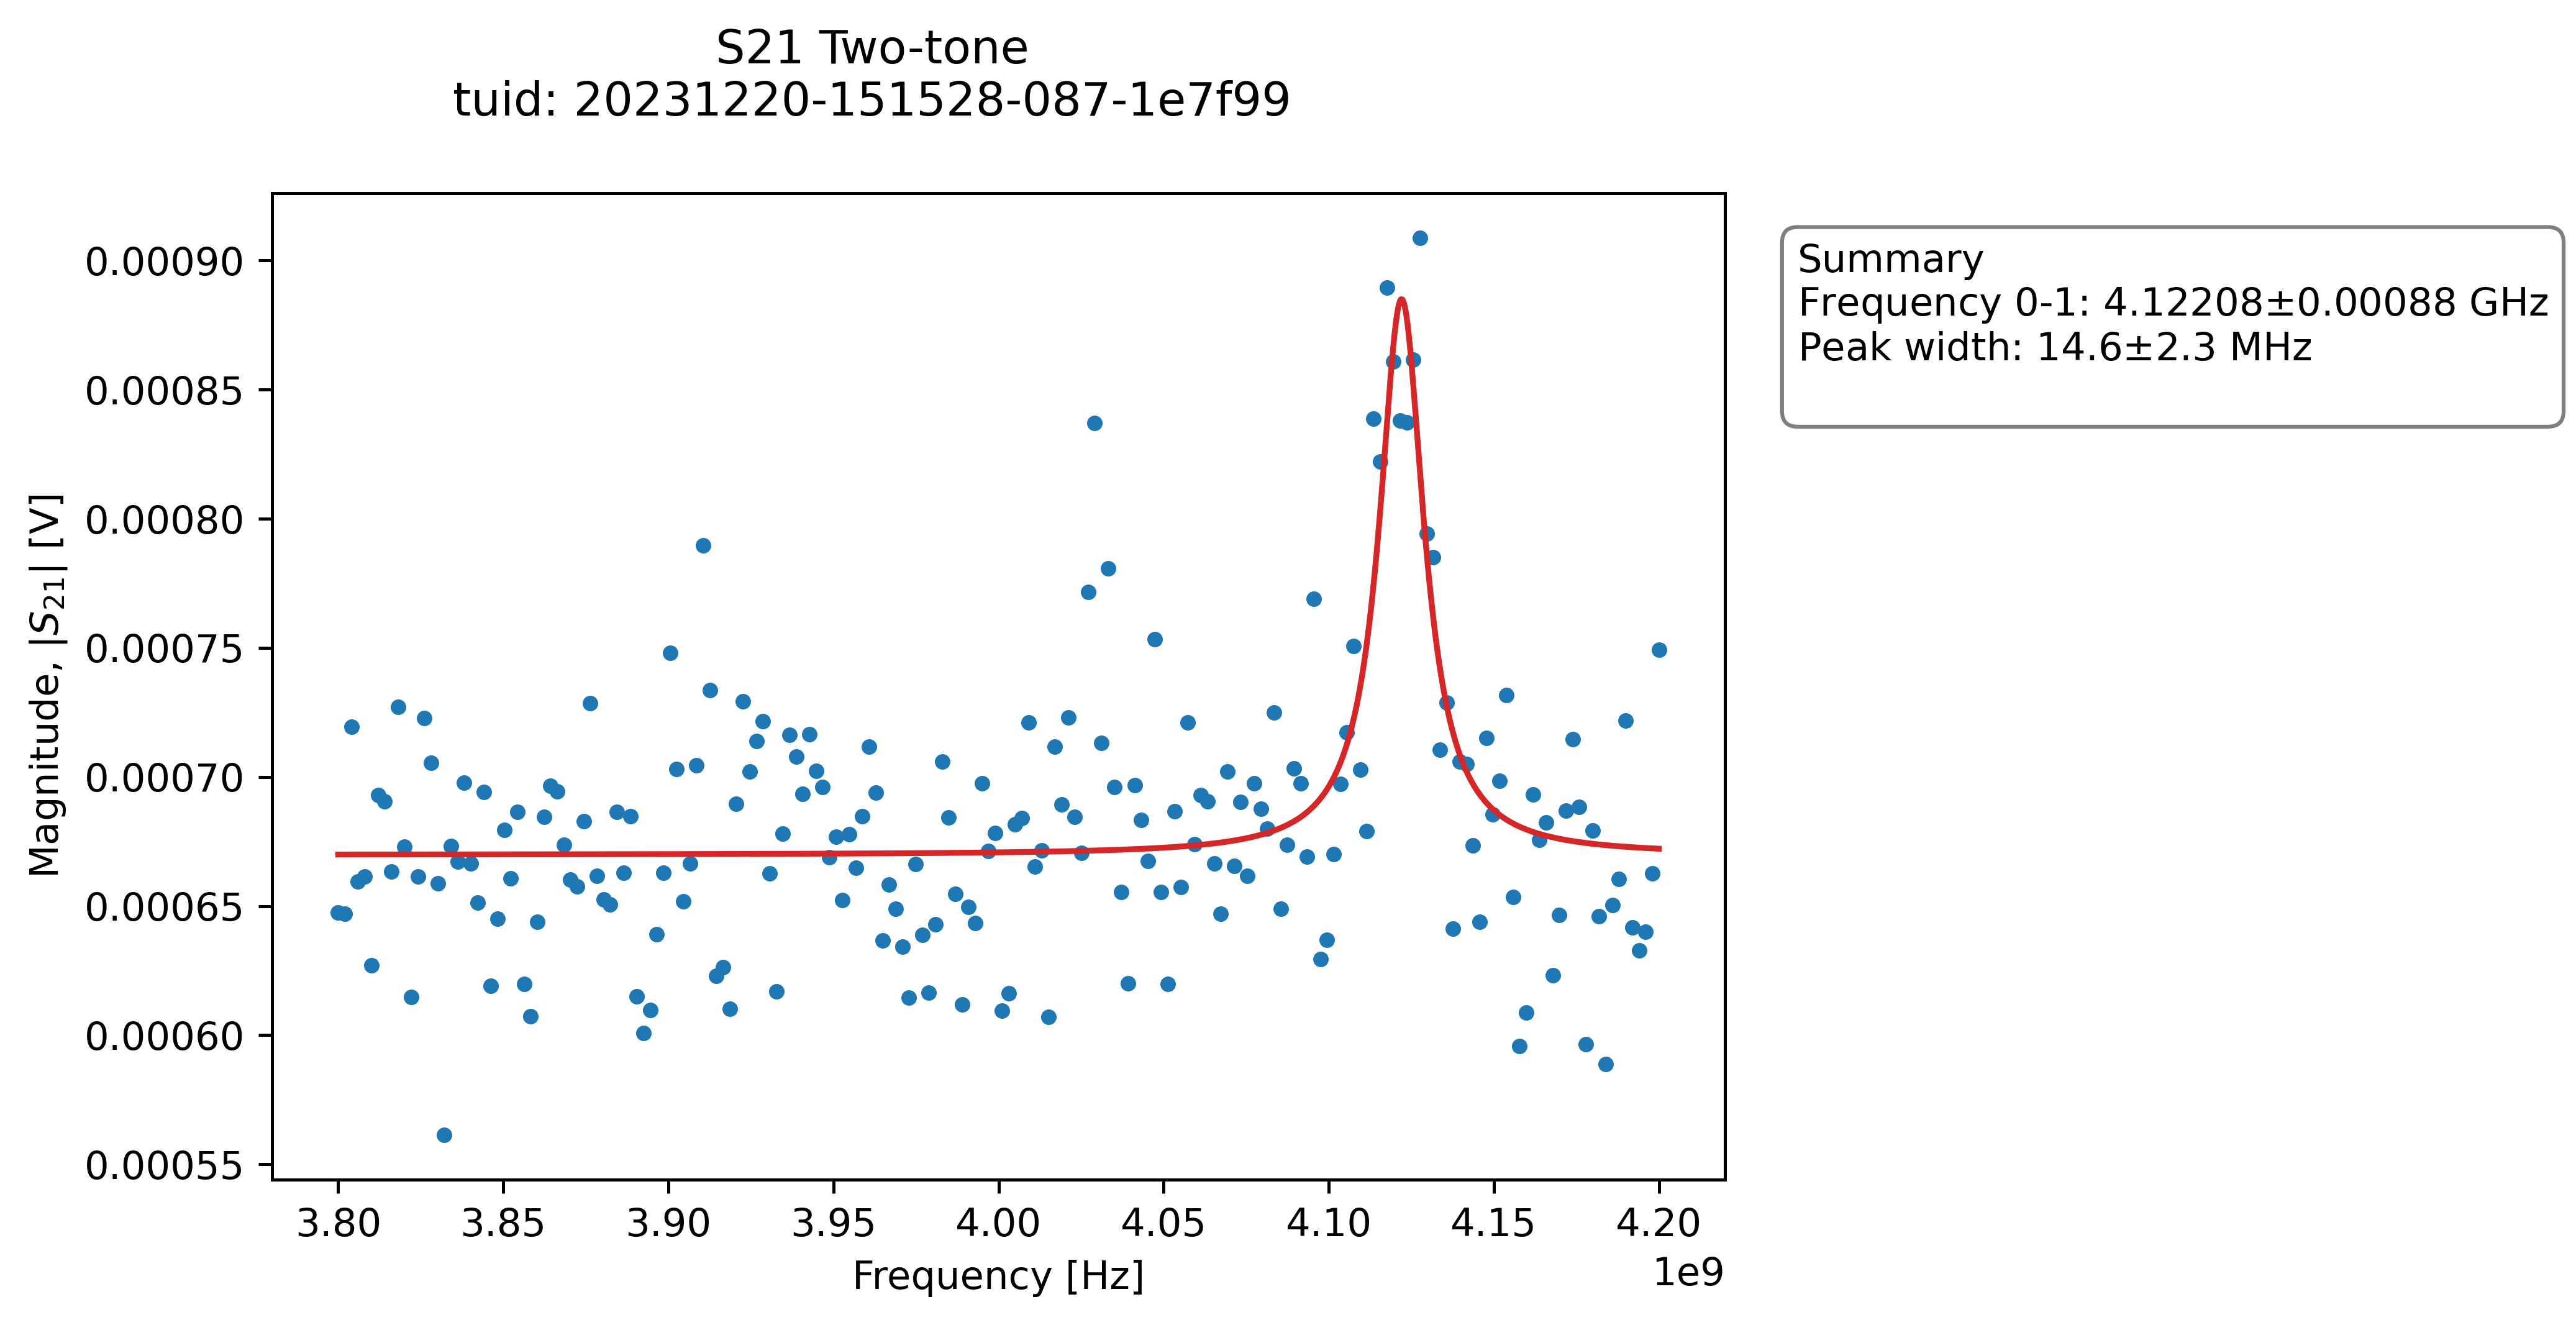 S21 Two-tone
tuid: 20231220-151528-087-1e7f99
Summary
Frequency 0-1: 4.12208±0.00088 GHz
Peak width: 14.6±2.3 MHz
Magnitude, |S21| [V]
0.00090
0.00085
0.00080
0.00075
0.00070
0.00065
0.00060
0.00055
3.80 3.85 3.90 3.95 4.00 4.05 4.10 4.15 4.20
Frequency [Hz]
1e9